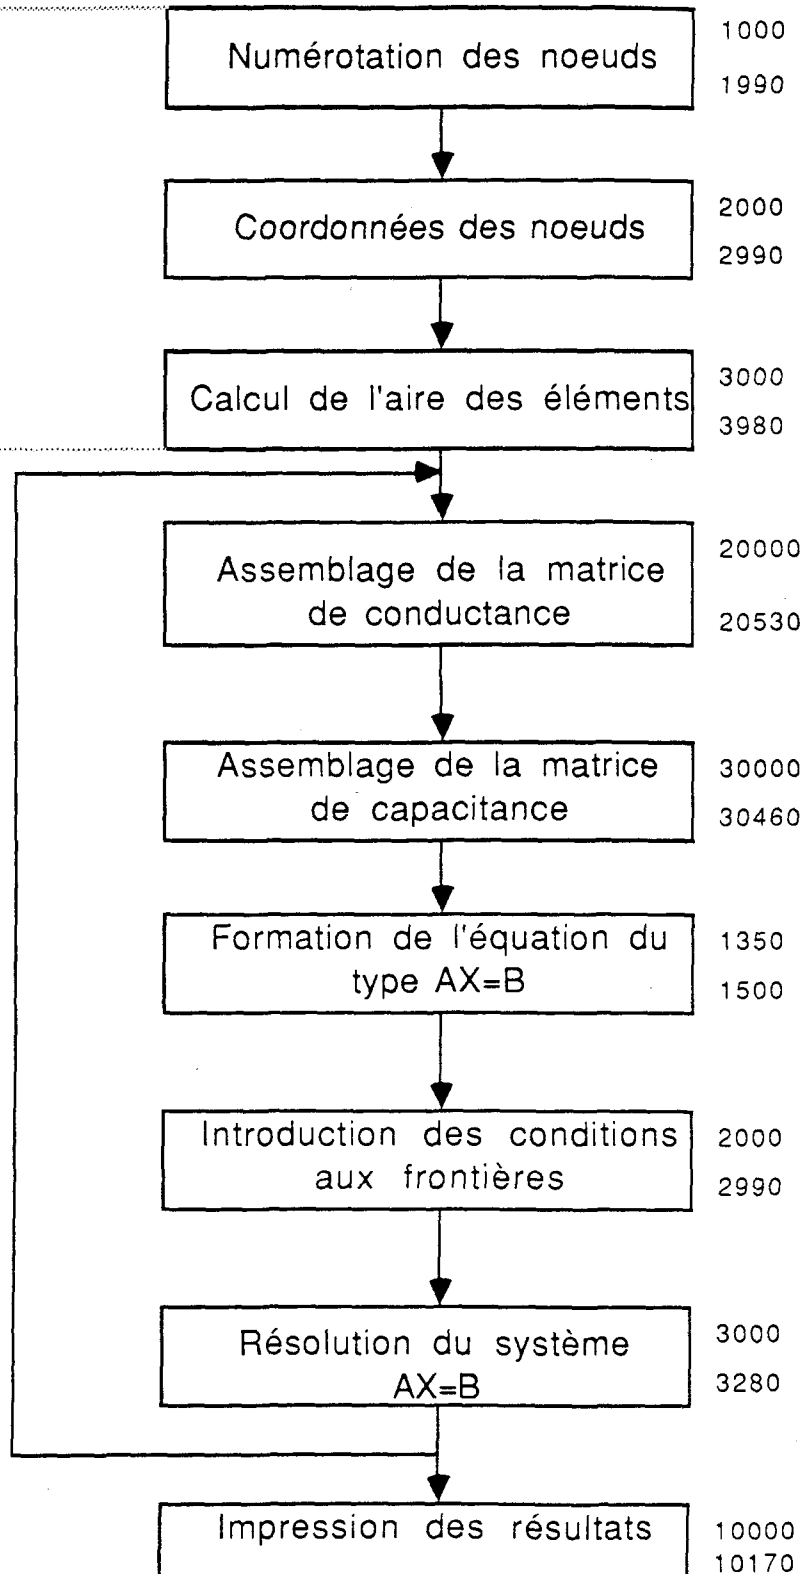 Numérotation des noeuds
1000
1990
Coordonnées des noeuds
2000
2990
Calcul de l'aire des éléments
3000
3980
Assemblage de la matrice
de conductance
20000
20530
Assemblage de la matrice
de capacitance
30000
30460
Formation de l'équation du
type AX=B
1350
1500
Introduction des conditions
aux frontières
2000
2990
Résolution du système
AX=B
3000
3280
Impression des résultats
10000
10170